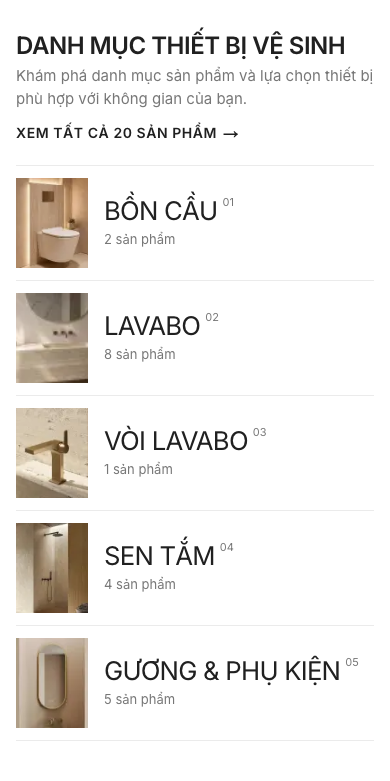 DANH MỤC THIẾT BỊ VỆ SINH
Khám phá danh mục sản phẩm và lựa chọn thiết bị
phù hợp với không gian của bạn.
XEM TẤT CẢ 20 SẢN PHẨM →
BỒN CẦU 01
2 sản phẩm
LAVABO 02
8 sản phẩm
VÒI LAVABO 03
1 sản phẩm
SEN TẮM 04
4 sản phẩm
GƯƠNG & PHỤ KIỆN 05
5 sản phẩm